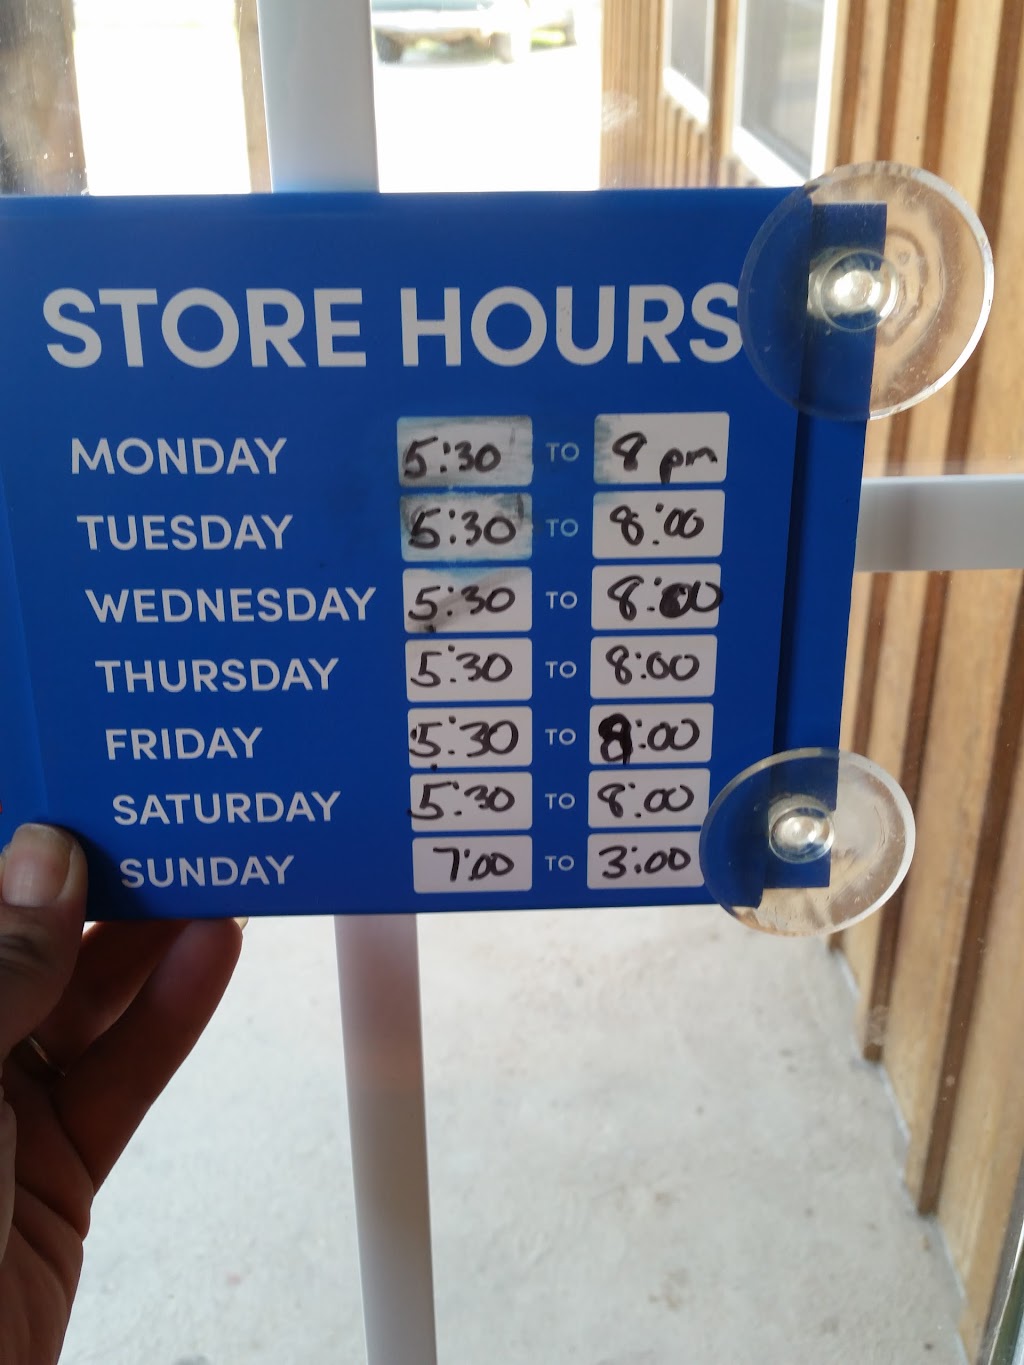 STORE HOURS
MONDAY 5:30 TO 8 pm
TUESDAY 5:30 TO 8:00
WEDNESDAY 5:30 TO 8:00
THURSDAY 5:30 TO 8:00
FRIDAY 5:30 TO 8:00
SATURDAY 5:30 TO 8:00
SUNDAY 7:00 TO 3:00